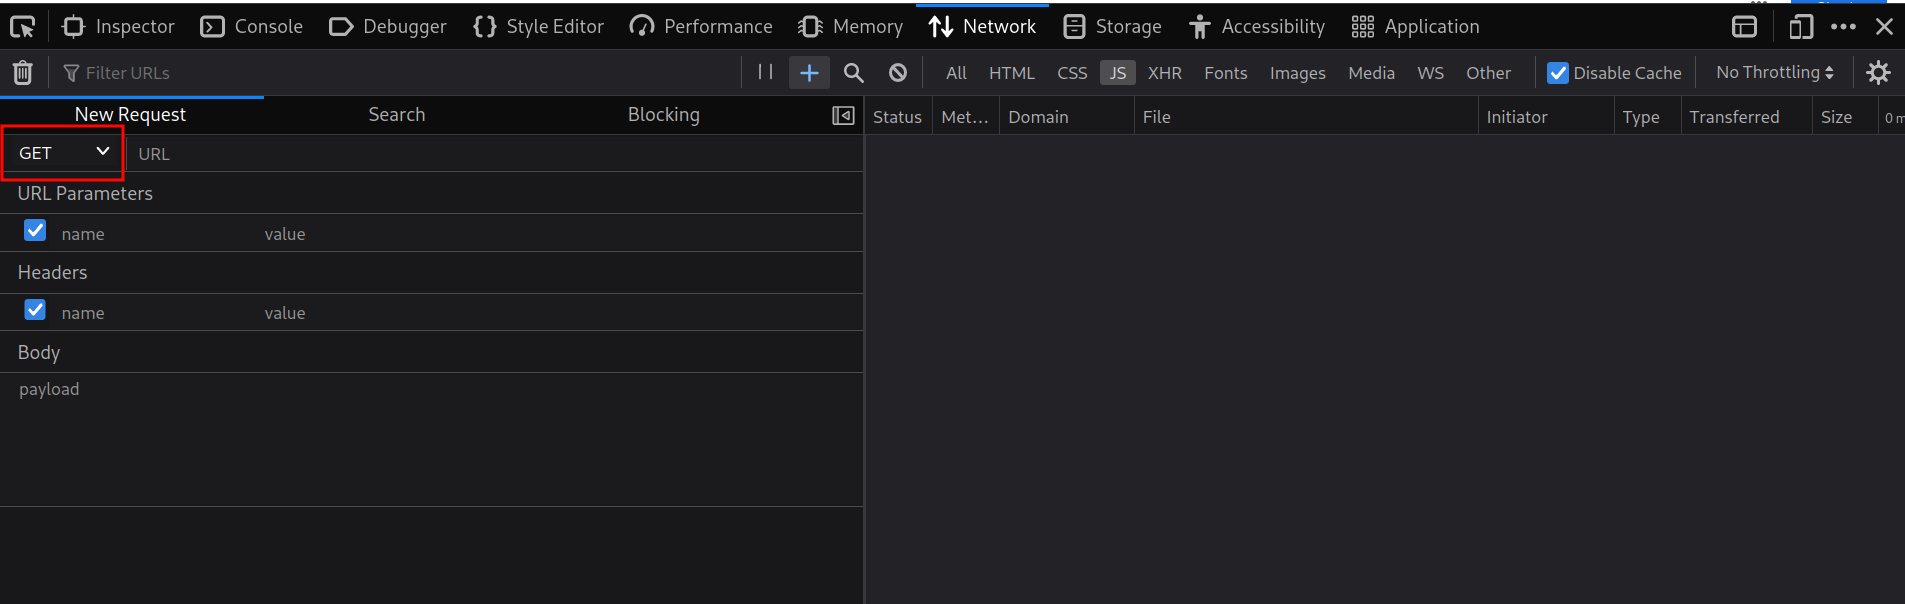 Inspector Console Debugger Style Editor Performance Memory Network Storage Accessibility Application
Filter URLs All HTML CSS JS XHR Fonts Images Media WS Other Disable Cache No Throttling
New Request Search Blocking Status Met... Domain File Initiator Type Transferred Size 0 m
GET URL
URL Parameters
name value
Headers
name value
Body
payload